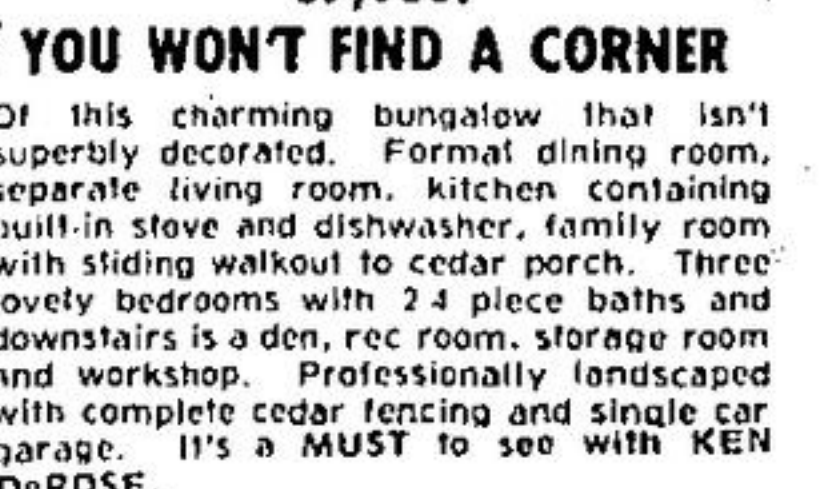 YOU WON'T FIND A CORNER
Of this charming bungalow that isn't
superbly decorated. Formal dining room,
separate living room, kitchen containing
built-in stove and dishwasher, family room
with sliding walkout to cedar porch. Three
lovely bedrooms with 2 4 piece baths and
downstairs is a den, rec room, storage room
and workshop. Professionally landscaped
with complete cedar fencing and single car
garage. It's a MUST to see with KEN
DeROSE.